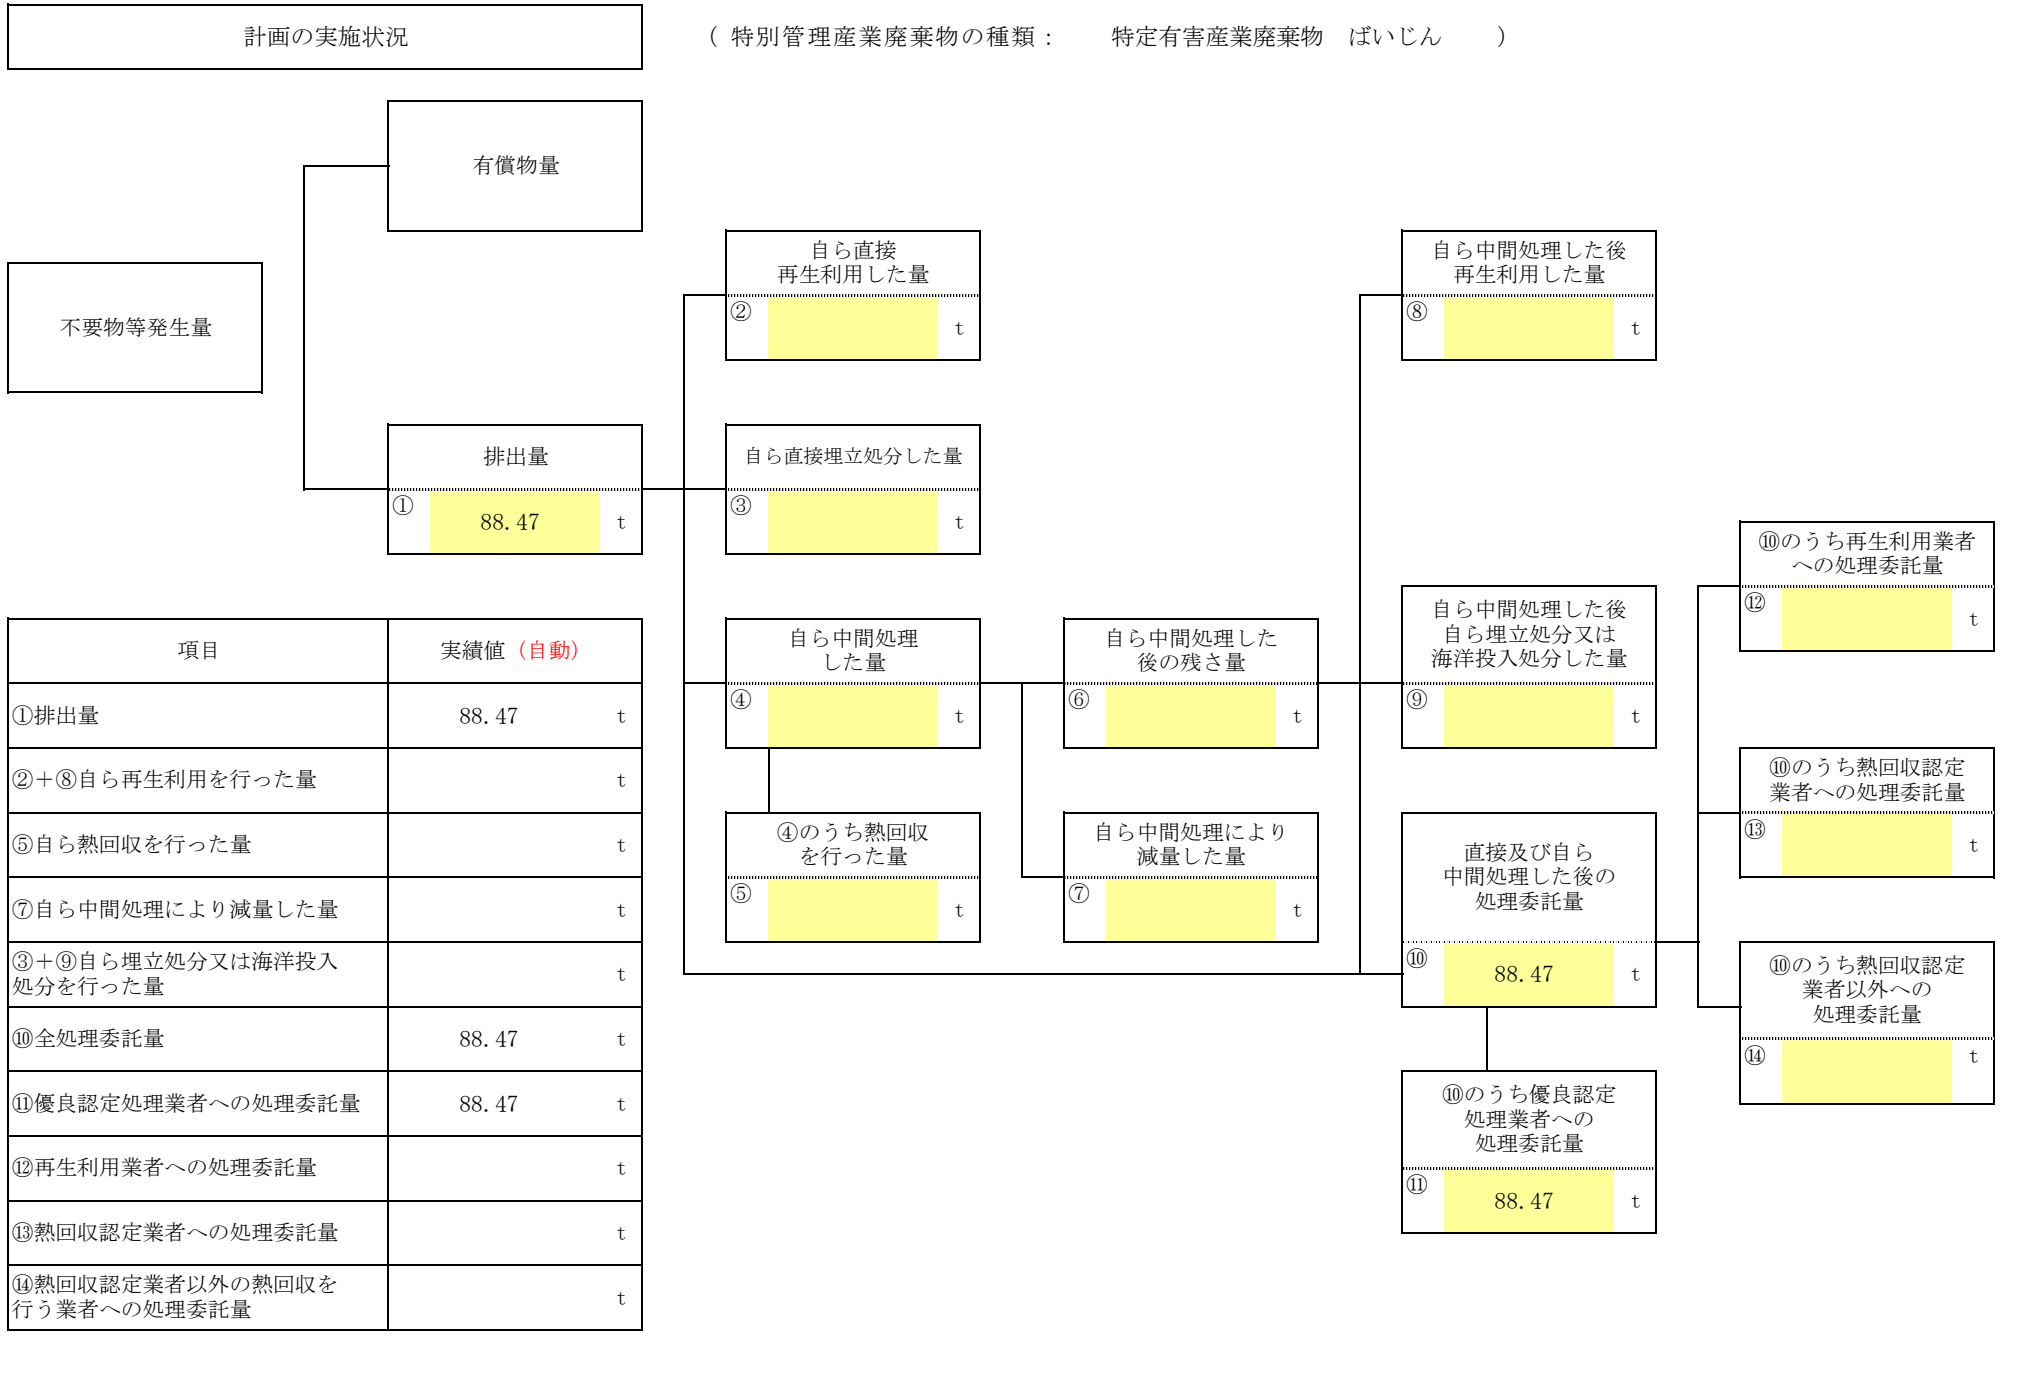 計画の実施状況
（ 特別管理産業廃棄物の種類： 特定有害産業廃棄物　ばいじん ）
有償物量
不要物等発生量
排出量
① 88.47 t
自ら直接
再生利用した量
② t
自ら直接埋立処分した量
③ t
自ら中間処理
した量
④ t
④のうち熱回収
を行った量
⑤ t
自ら中間処理した
後の残さ量
⑥ t
自ら中間処理により
減量した量
⑦ t
自ら中間処理した後
再生利用した量
⑧ t
自ら中間処理した後
自ら埋立処分又は
海洋投入処分した量
⑨ t
直接及び自ら
中間処理した後の
処理委託量
⑩ 88.47 t
⑩のうち優良認定
処理業者への
処理委託量
⑪ 88.47 t
⑩のうち再生利用業者
への処理委託量
⑫ t
⑩のうち熱回収認定
業者への処理委託量
⑬ t
⑩のうち熱回収認定
業者以外への
処理委託量
⑭ t
項目 実績値（自動）
①排出量 88.47 t
②＋⑧自ら再生利用を行った量 t
⑤自ら熱回収を行った量 t
⑦自ら中間処理により減量した量 t
③＋⑨自ら埋立処分又は海洋投入
処分を行った量 t
⑩全処理委託量 88.47 t
⑪優良認定処理業者への処理委託量 88.47 t
⑫再生利用業者への処理委託量 t
⑬熱回収認定業者への処理委託量 t
⑭熱回収認定業者以外の熱回収を
行う業者への処理委託量 t